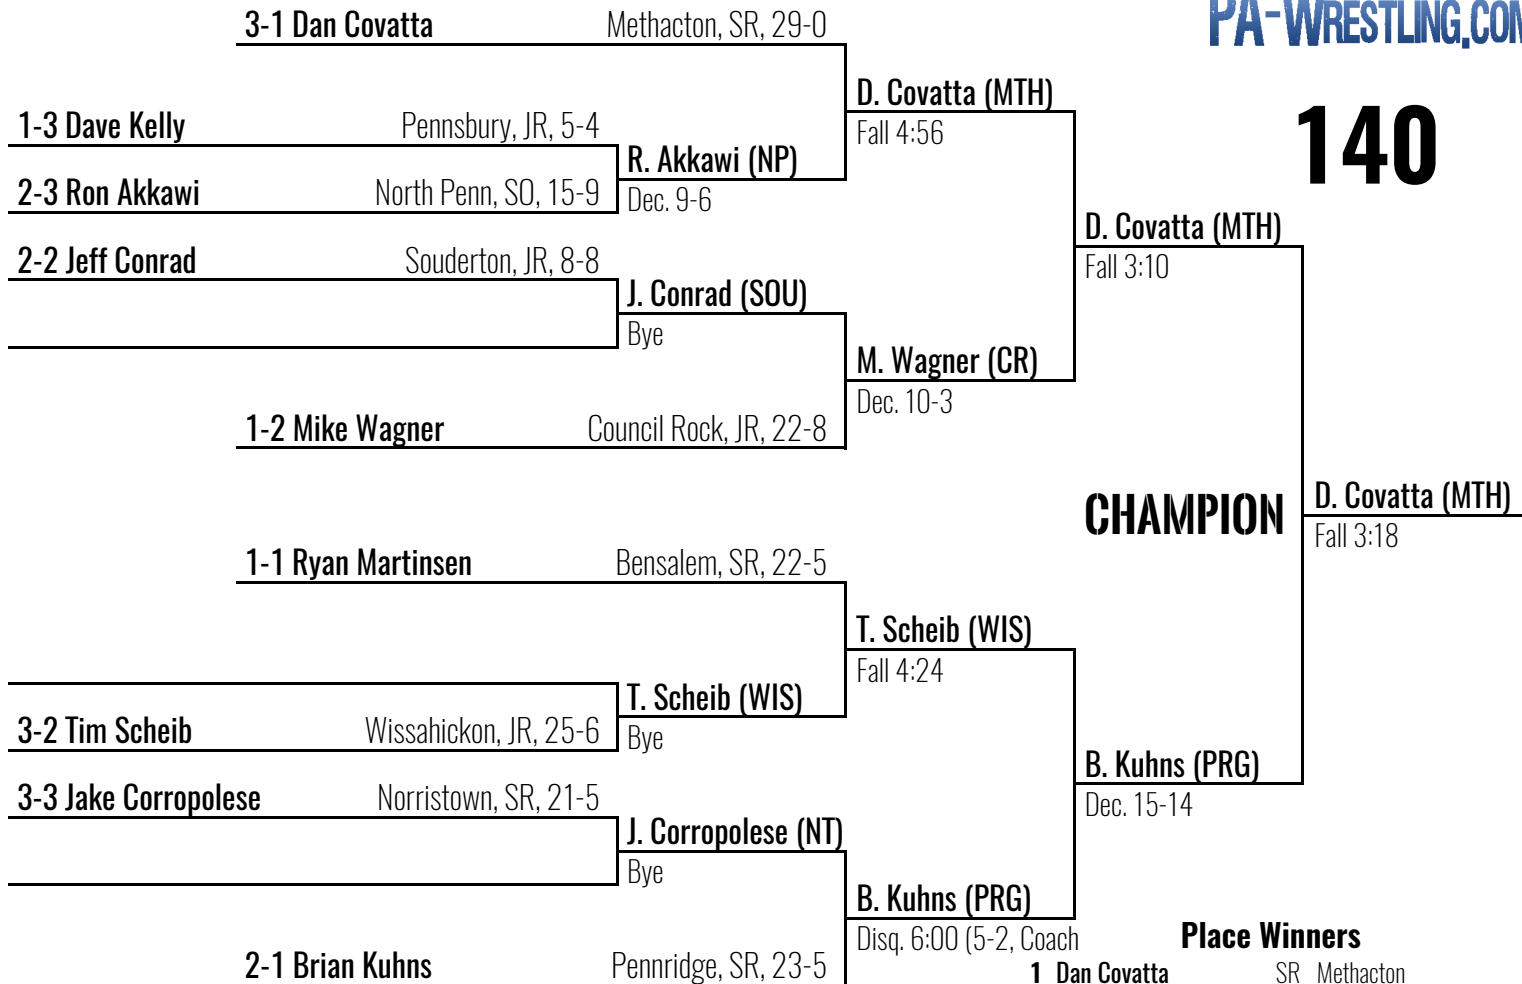 3-1 Dan Covatta Methacton, SR, 29-0
PA-WRESTLING.COM
D. Covatta (MTH)
140
1-3 Dave Kelly Pennsbury, JR, 5-4
Fall 4:56
R. Akkawi (NP)
2-3 Ron Akkawi North Penn, SO, 15-9
Dec. 9-6
D. Covatta (MTH)
2-2 Jeff Conrad Souderton, JR, 8-8
Fall 3:10
J. Conrad (SOU)
Bye
M. Wagner (CR)
Dec. 10-3
1-2 Mike Wagner Council Rock, JR, 22-8
CHAMPION
D. Covatta (MTH)
Fall 3:18
1-1 Ryan Martinsen Bensalem, SR, 22-5
T. Scheib (WIS)
Fall 4:24
T. Scheib (WIS)
3-2 Tim Scheib Wissahickon, JR, 25-6
Bye
B. Kuhns (PRG)
3-3 Jake Corropolese Norristown, SR, 21-5
Dec. 15-14
J. Corropolese (NT)
Bye
B. Kuhns (PRG)
Disq. 6:00 (5-2, Coach
Place Winners
2-1 Brian Kuhns Pennridge, SR, 23-5
1 Dan Covatta SR Methacton